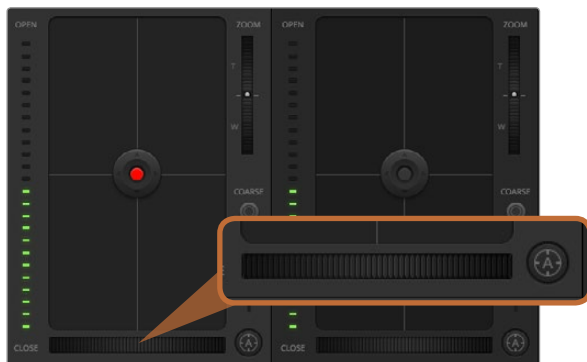 OPEN ZOOM OPEN ZOOM
T T
W W
COARSE COARSE
A
CLOSE A CLOSE A